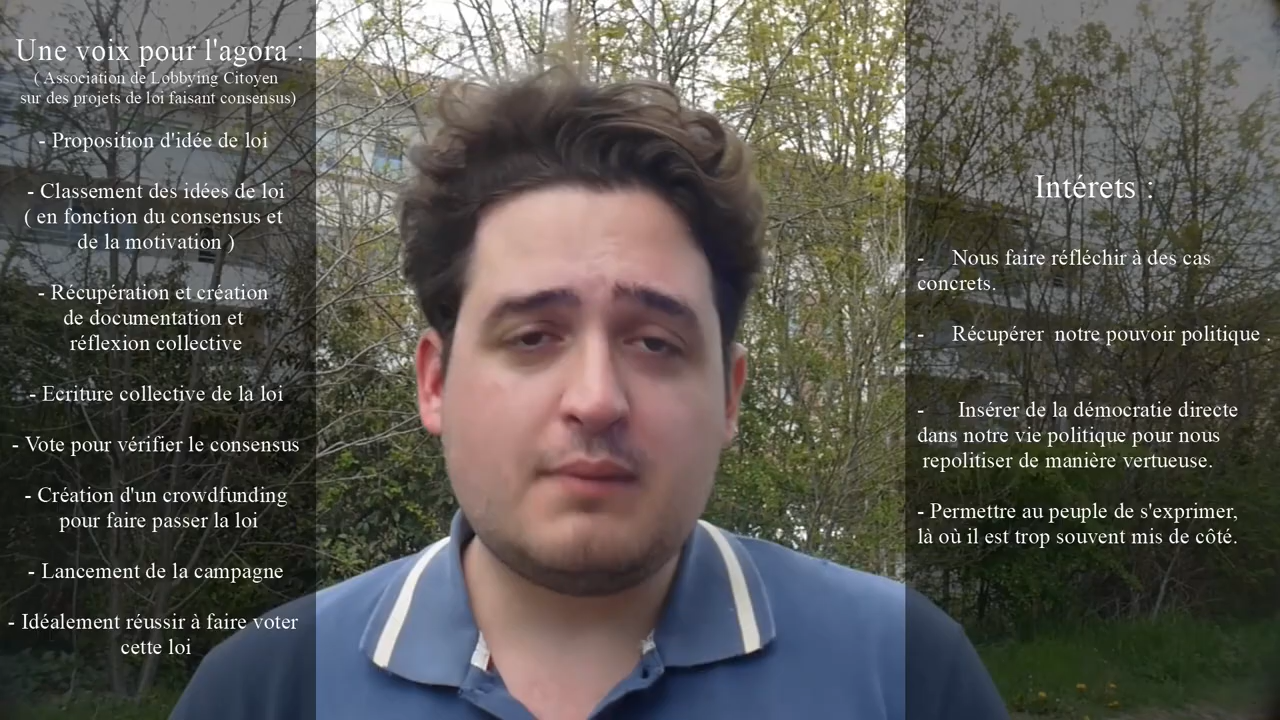 Une voix pour l'agora :
( Association de Lobbying Citoyen
sur des projets de loi faisant consensus)
- Proposition d'idée de loi
- Classement des idées de loi
( en fonction du consensus et
de la motivation )
- Récupération et création
de documentation et
réflexion collective
- Ecriture collective de la loi
- Vote pour vérifier le consensus
- Création d'un crowdfunding
pour faire passer la loi
- Lancement de la campagne
- Idéalement réussir à faire voter
cette loi
Intérets :
- Nous faire réfléchir à des cas
concrets.
- Récupérer notre pouvoir politique .
- Insérer de la démocratie directe
dans notre vie politique pour nous
repolitiser de manière vertueuse.
- Permettre au peuple de s'exprimer,
là où il est trop souvent mis de côté.